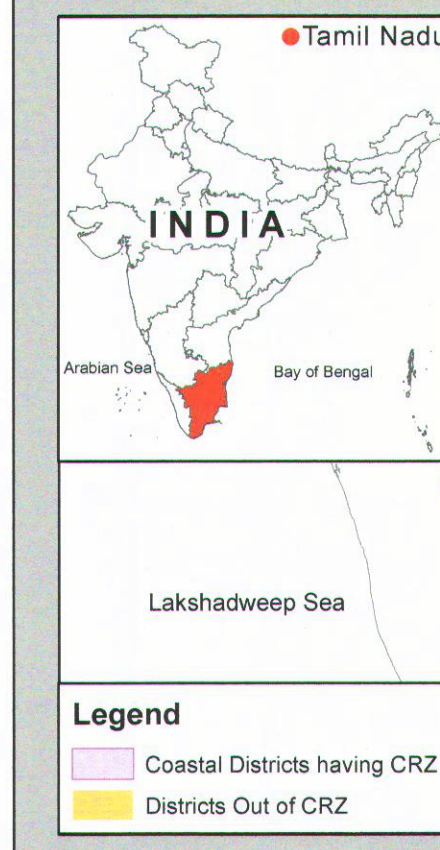 Tamil Nadu
INDIA
Arabian Sea
Bay of Bengal
Lakshadweep Sea
Legend
Coastal Districts having CRZ
Districts Out of CRZ